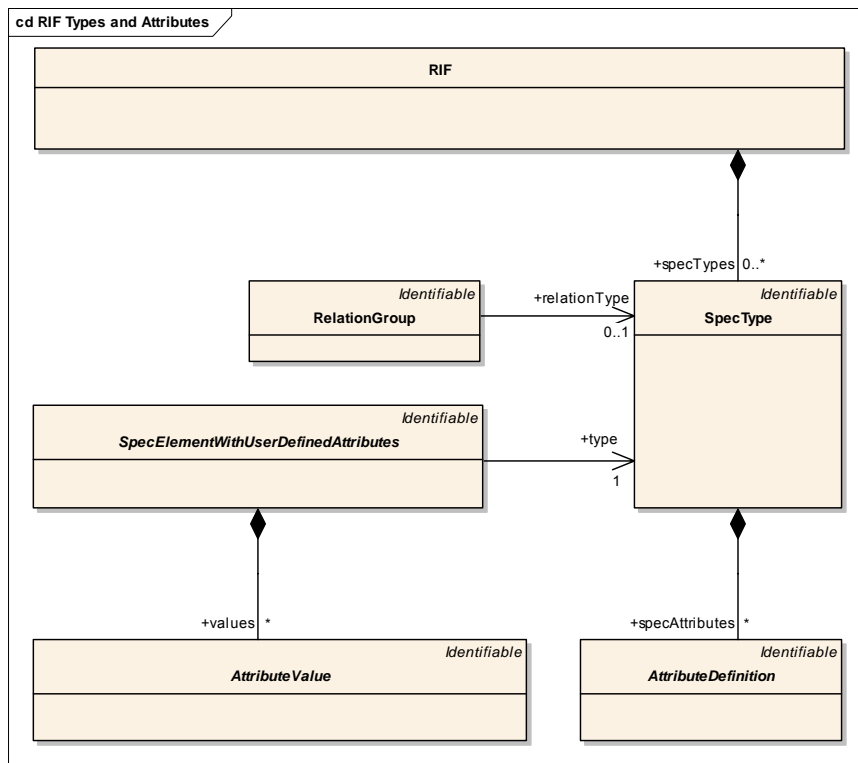 cd RIF Types and Attributes
RIF
+specTypes 0..*
Identifiable
RelationGroup
+relationType
0..1
Identifiable
SpecType
Identifiable
SpecElementWithUserDefinedAttributes
+type
1
+values *
+specAttributes *
Identifiable
AttributeValue
Identifiable
AttributeDefinition